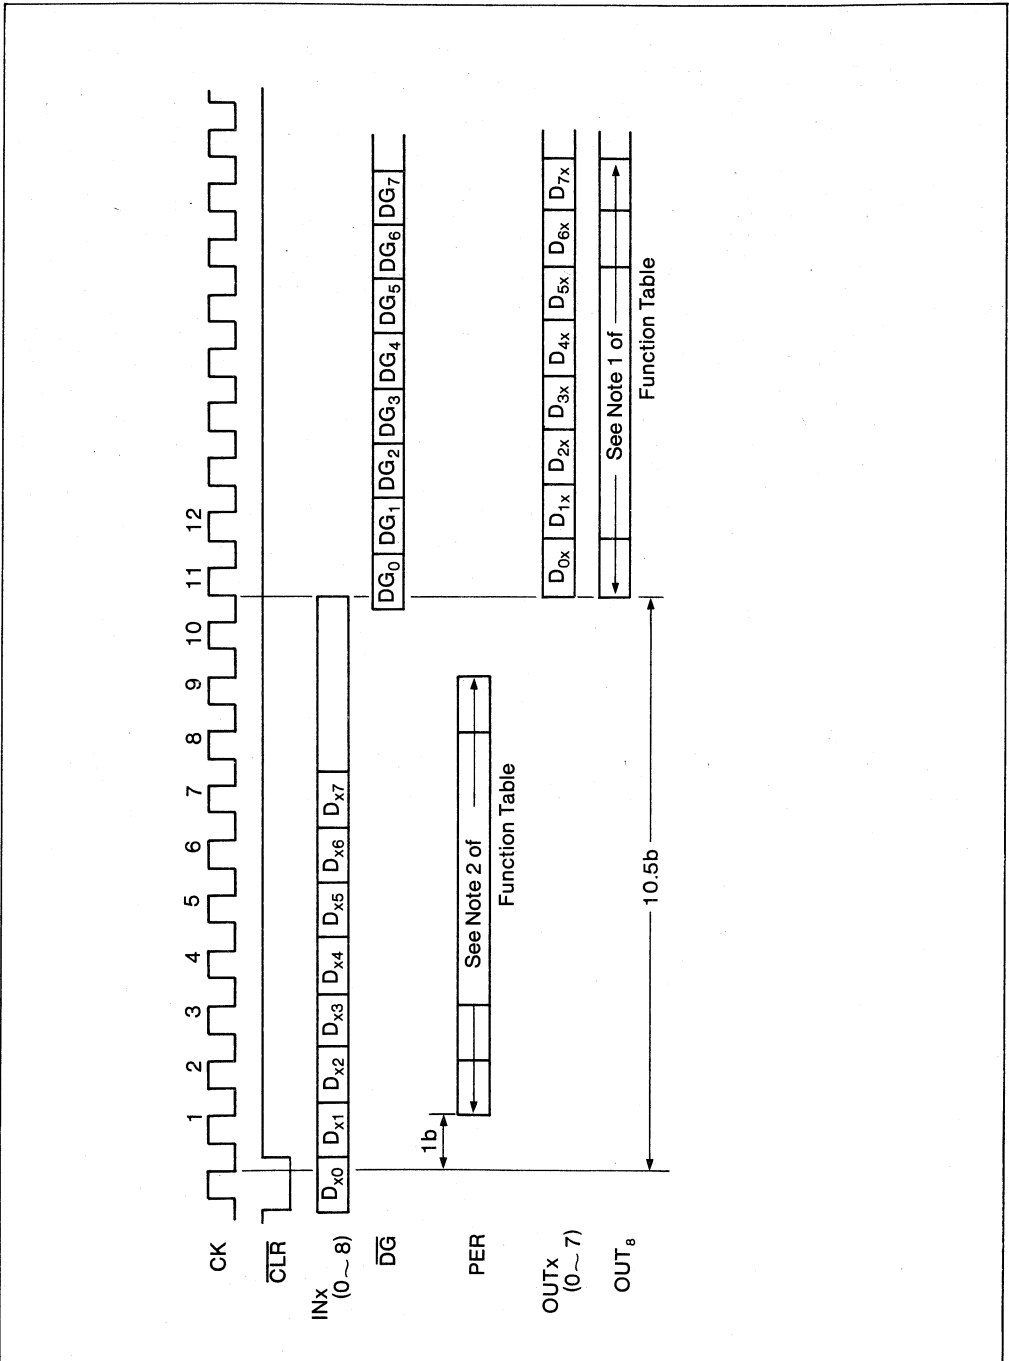 CK 1 2 3 4 5 6 7 8 9 10 11 12
CLR
INx
(0~8)
Dx0 Dx1 Dx2 Dx3 Dx4 Dx5 Dx6 Dx7
DG DG0 DG1 DG2 DG3 DG4 DG5 DG6 DG7
1b
PER See Note 2 of
Function Table
OUTx
(0~7)
D0x D1x D2x D3x D4x D5x D6x D7x
OUT8 See Note 1 of
Function Table
10.5b